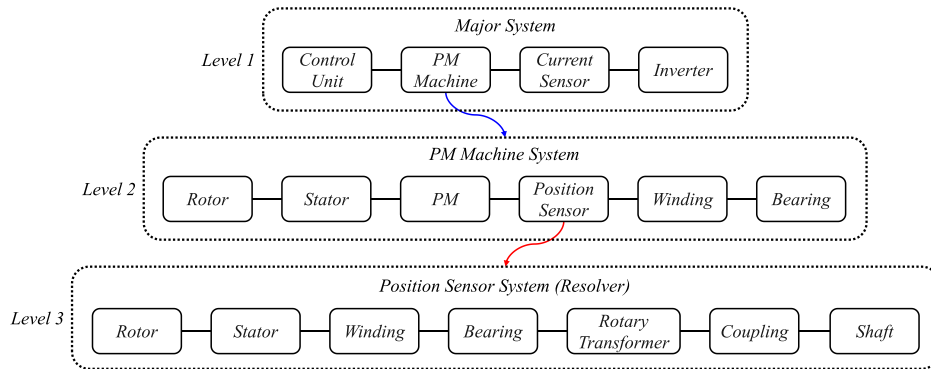 Major System
Level 1
Control
Unit
PM
Machine
Current
Sensor
Inverter
PM Machine System
Level 2
Rotor
Stator
PM
Position
Sensor
Winding
Bearing
Position Sensor System (Resolver)
Level 3
Rotor
Stator
Winding
Bearing
Rotary
Transformer
Coupling
Shaft